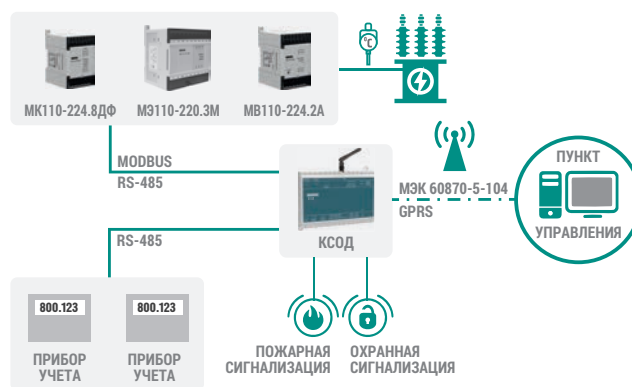 °C
МК110-224.8ДФ
МЭ110-220.3М
МВ110-224.2А
MODBUS
RS-485
МЭК 60870-5-104
GPRS
ПУНКТ
УПРАВЛЕНИЯ
RS-485
КСОД
800.123
800.123
ПРИБОР
УЧЕТА
ПРИБОР
УЧЕТА
ПОЖАРНАЯ
СИГНАЛИЗАЦИЯ
ОХРАННАЯ
СИГНАЛИЗАЦИЯ